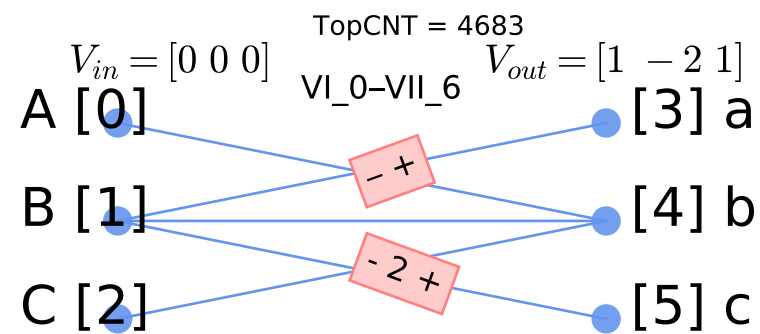 TopCNT = 4683
V_in = [0 0 0]
V_out = [1 −2 1]
VI_0–VII_6
A [0]
[3] a
− +
B [1]
[4] b
- 2 +
C [2]
[5] c